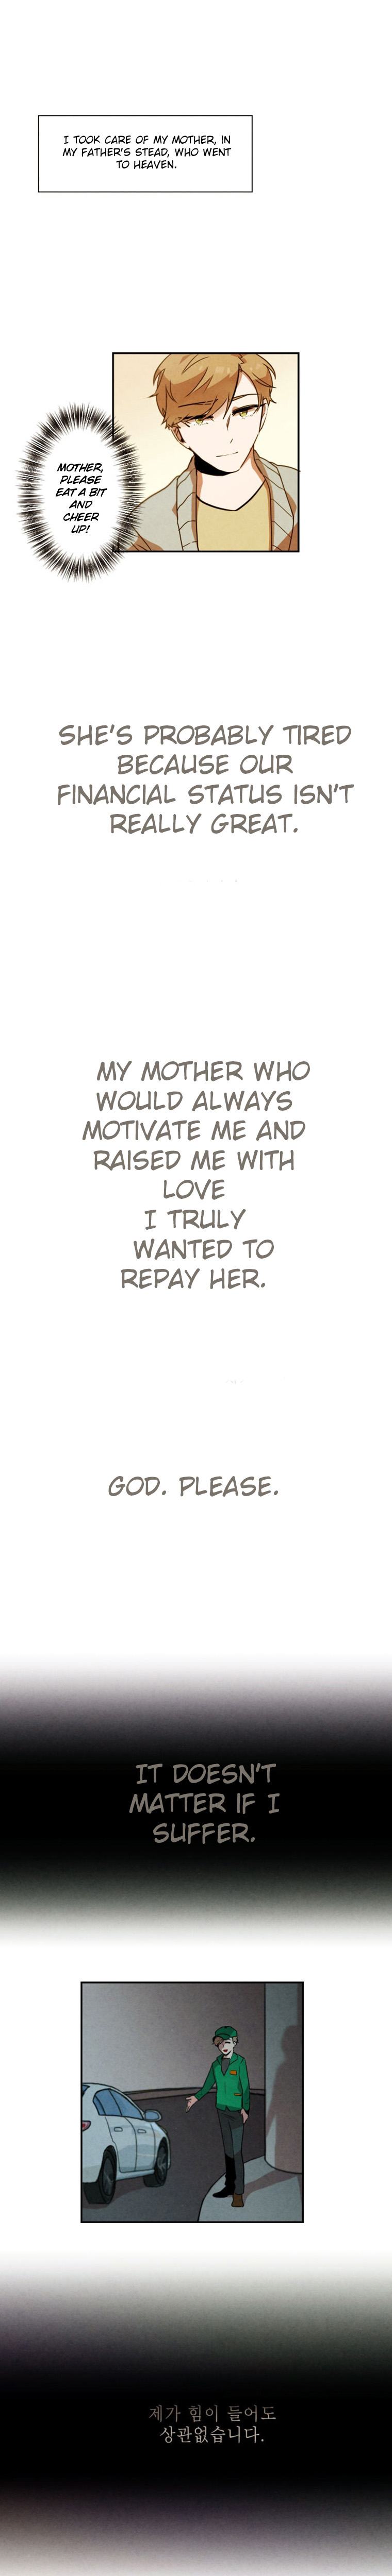 I TOOK CARE OF MY MOTHER, IN
MY FATHER'S STEAD, WHO WENT
TO HEAVEN.
MOTHER,
PLEASE
EAT A BIT
AND
CHEER
UP!
SHE'S PROBABLY TIRED
BECAUSE OUR
FINANCIAL STATUS ISN'T
REALLY GREAT.
MY MOTHER WHO
WOULD ALWAYS
MOTIVATE ME AND
RAISED ME WITH
LOVE
I TRULY
WANTED TO
REPAY HER.
GOD. PLEASE.
IT DOESN'T
MATTER IF I
SUFFER.
제가 힘이 들어도
상관없습니다.